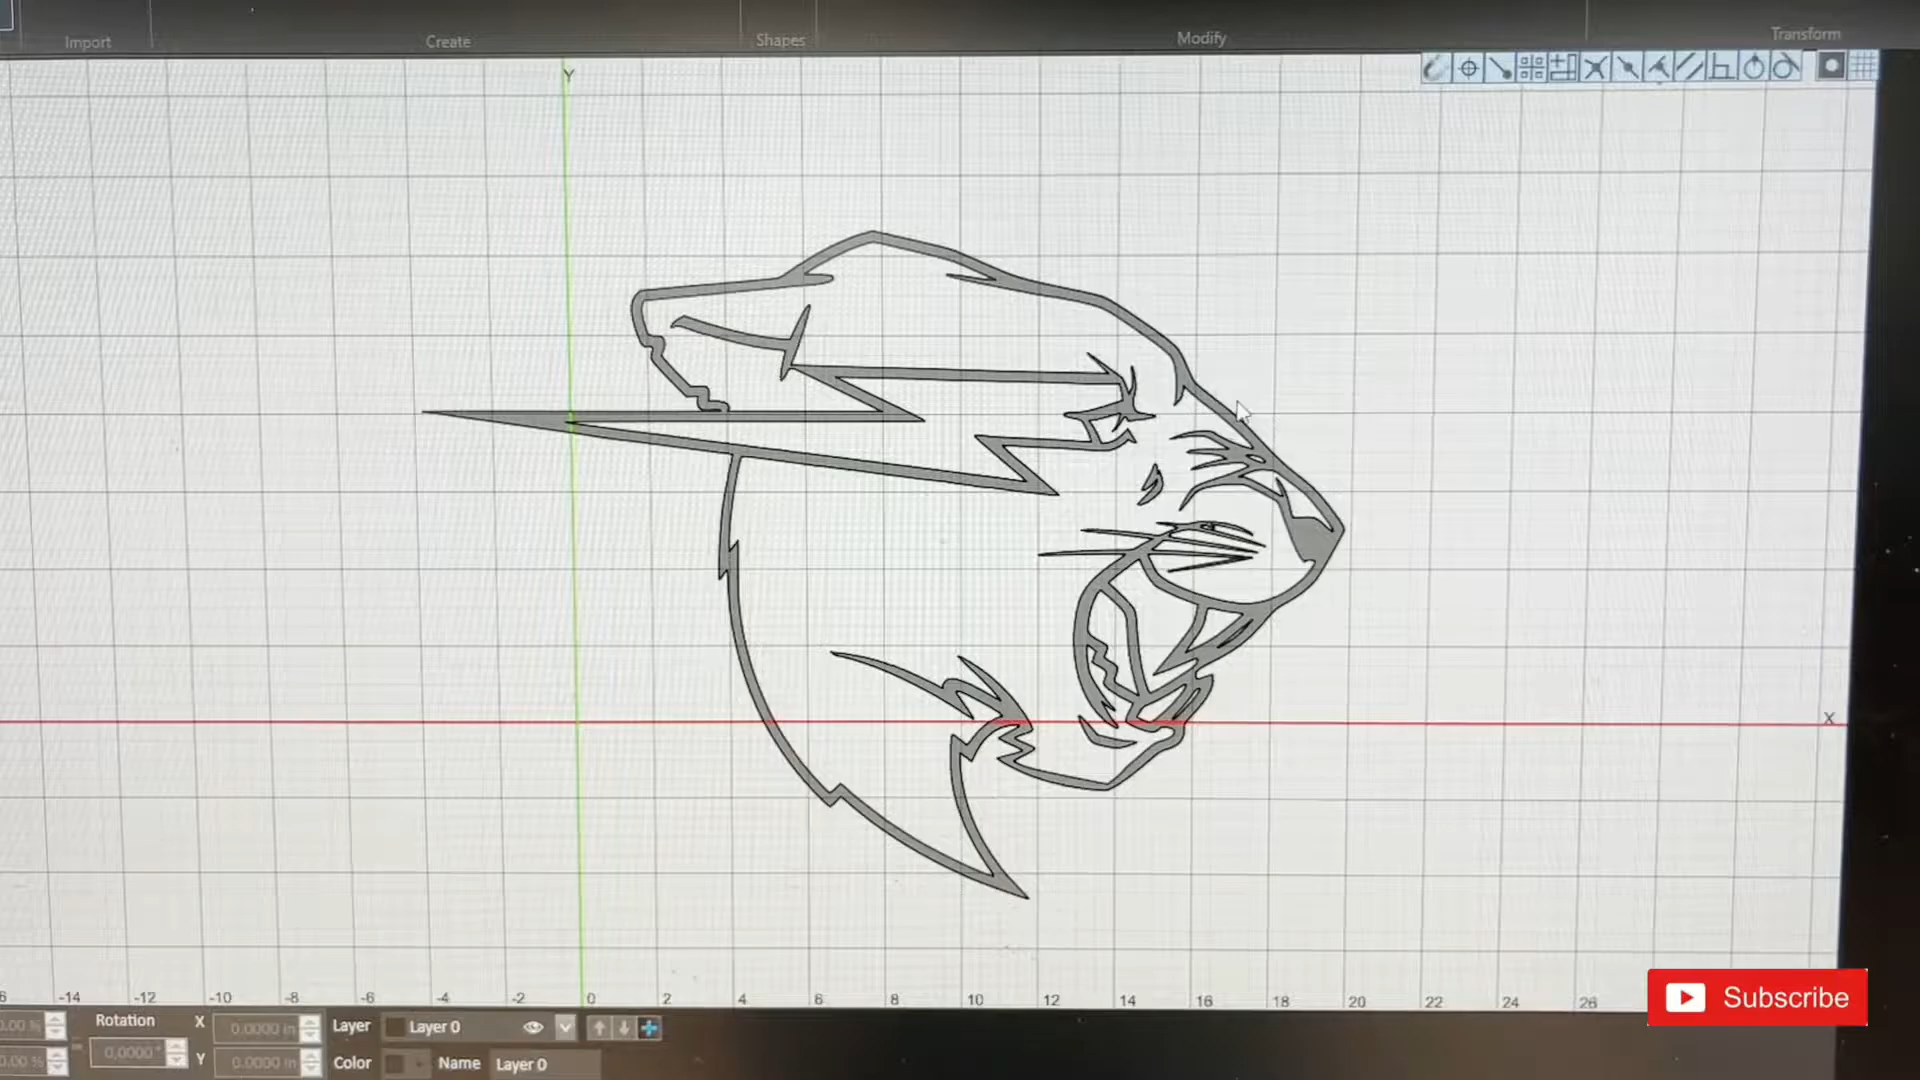 Import Create Shapes Modify Transform
Y
X
-14 -12 -10 -8 -6 -4 -2 0 2 4 6 8 10 12 14 16 18 20 22 24 26
Subscribe
Rotation X 0.0000 in Layer Layer 0
0,0000° Y 0.0000 in Color Name Layer 0